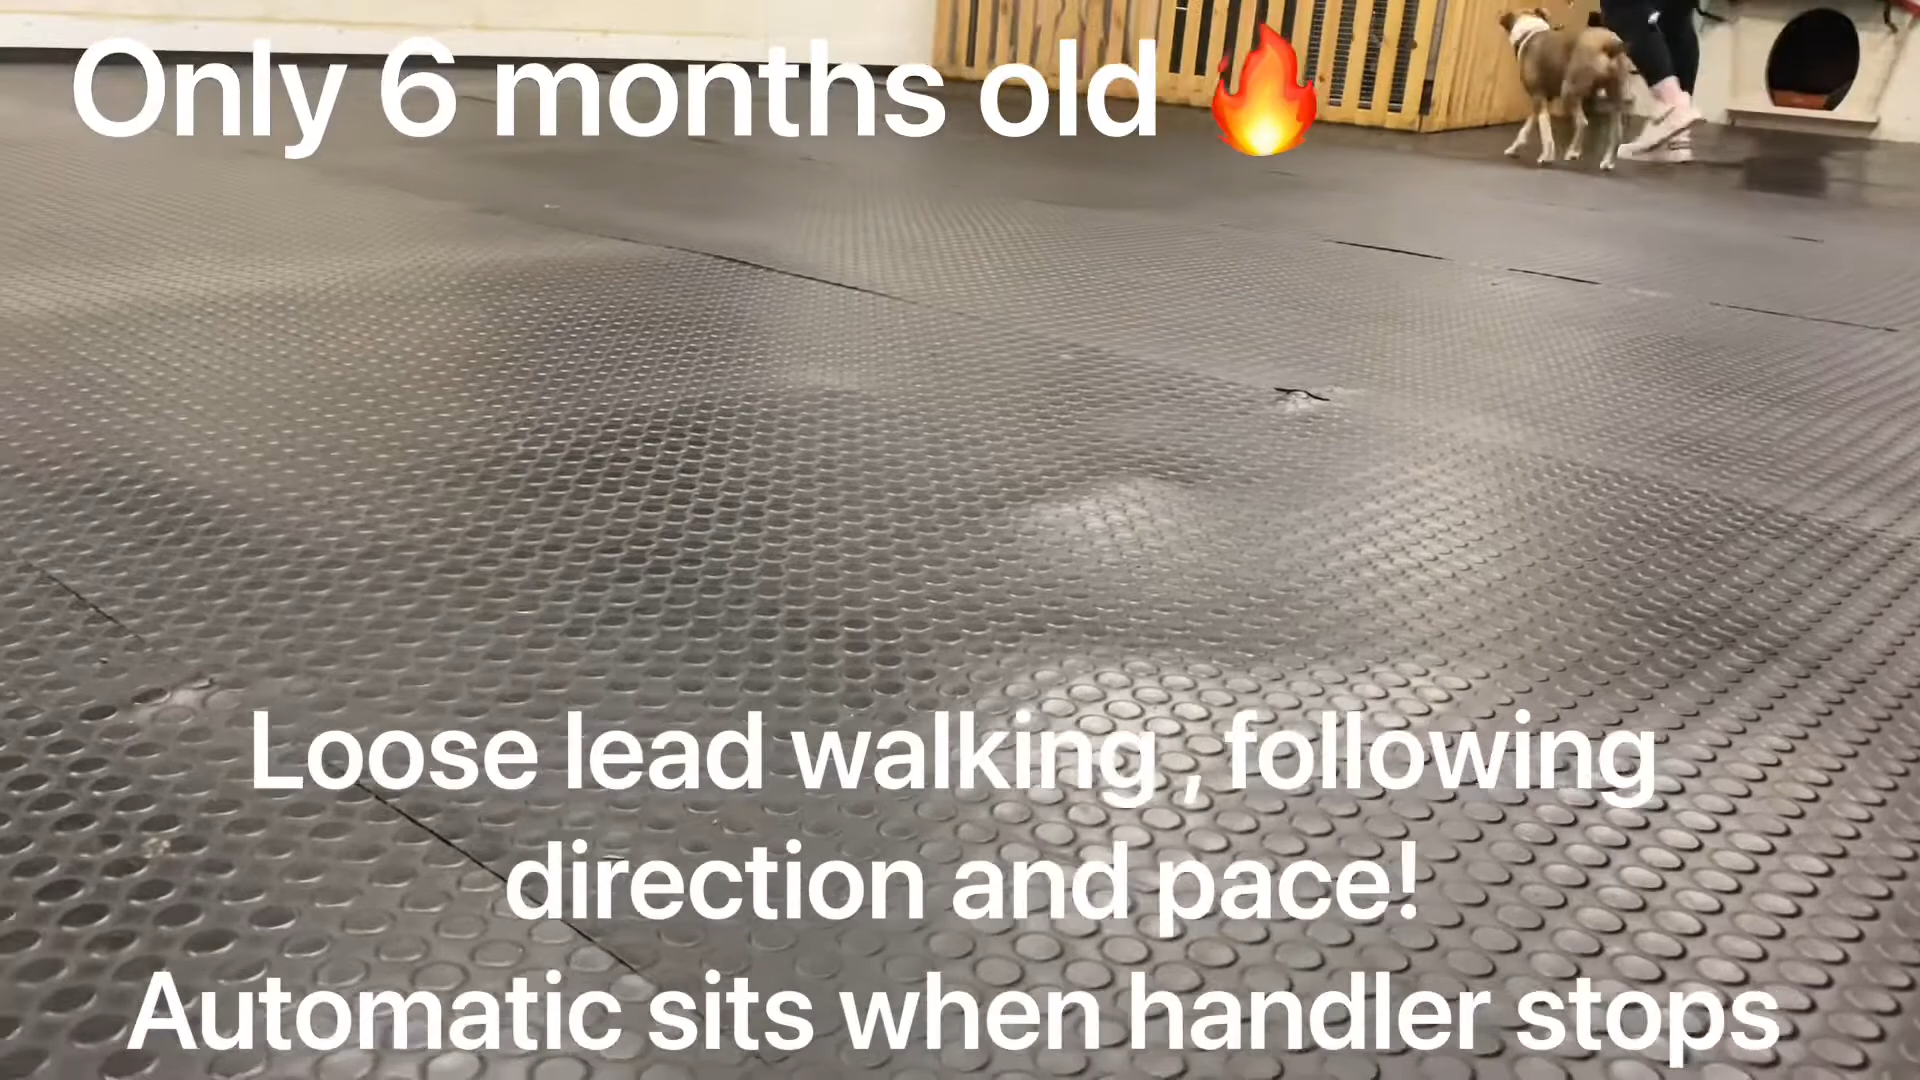 Only 6 months old 🔥
Loose lead walking , following
direction and pace!
Automatic sits when handler stops